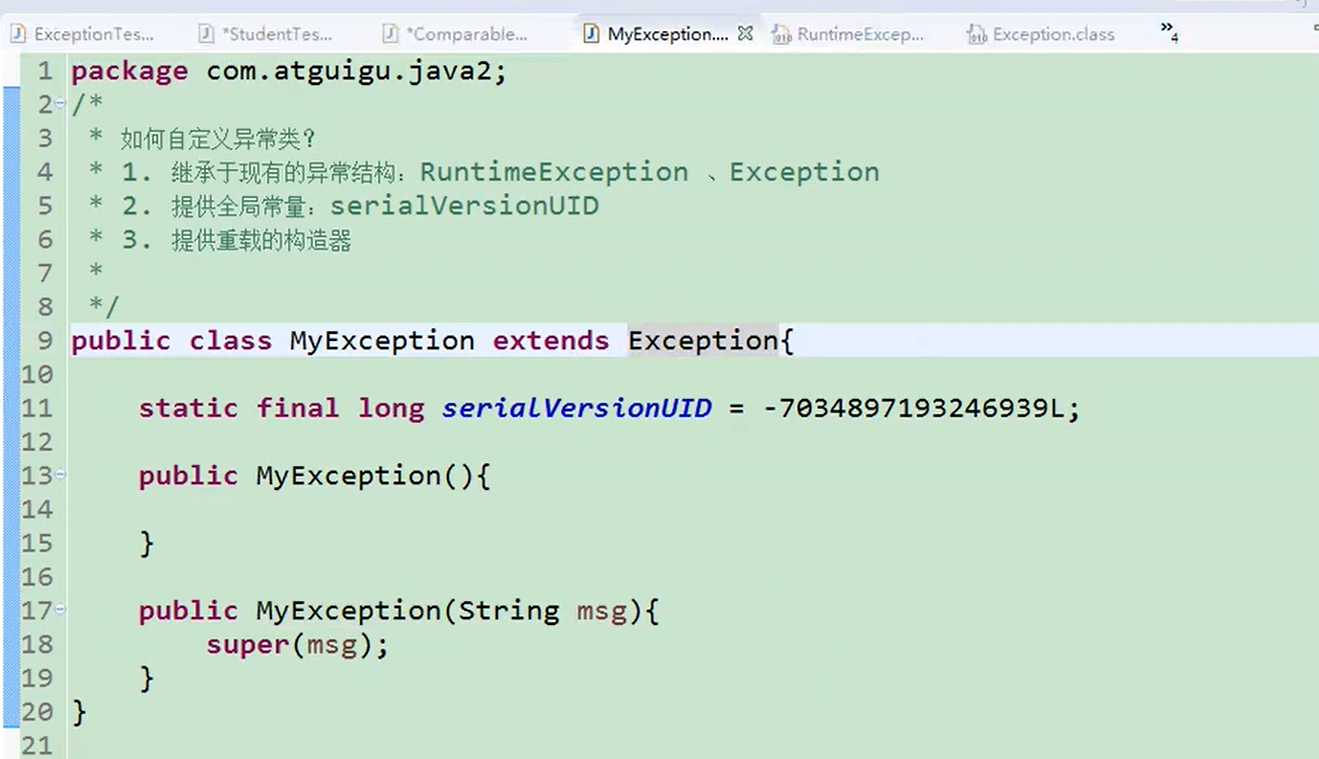 ExceptionTes... *StudentTes... *Comparable... MyException.... RuntimeExcep... Exception.class »4
1 package com.atguigu.java2;
2 /*
3 * 如何自定义异常类?
4 * 1. 继承于现有的异常结构：RuntimeException 、Exception
5 * 2. 提供全局常量：serialVersionUID
6 * 3. 提供重载的构造器
7 *
8 */
9 public class MyException extends Exception{
10
11 static final long serialVersionUID = -7034897193246939L;
12
13 public MyException(){
14
15 }
16
17 public MyException(String msg){
18 super(msg);
19 }
20 }
21